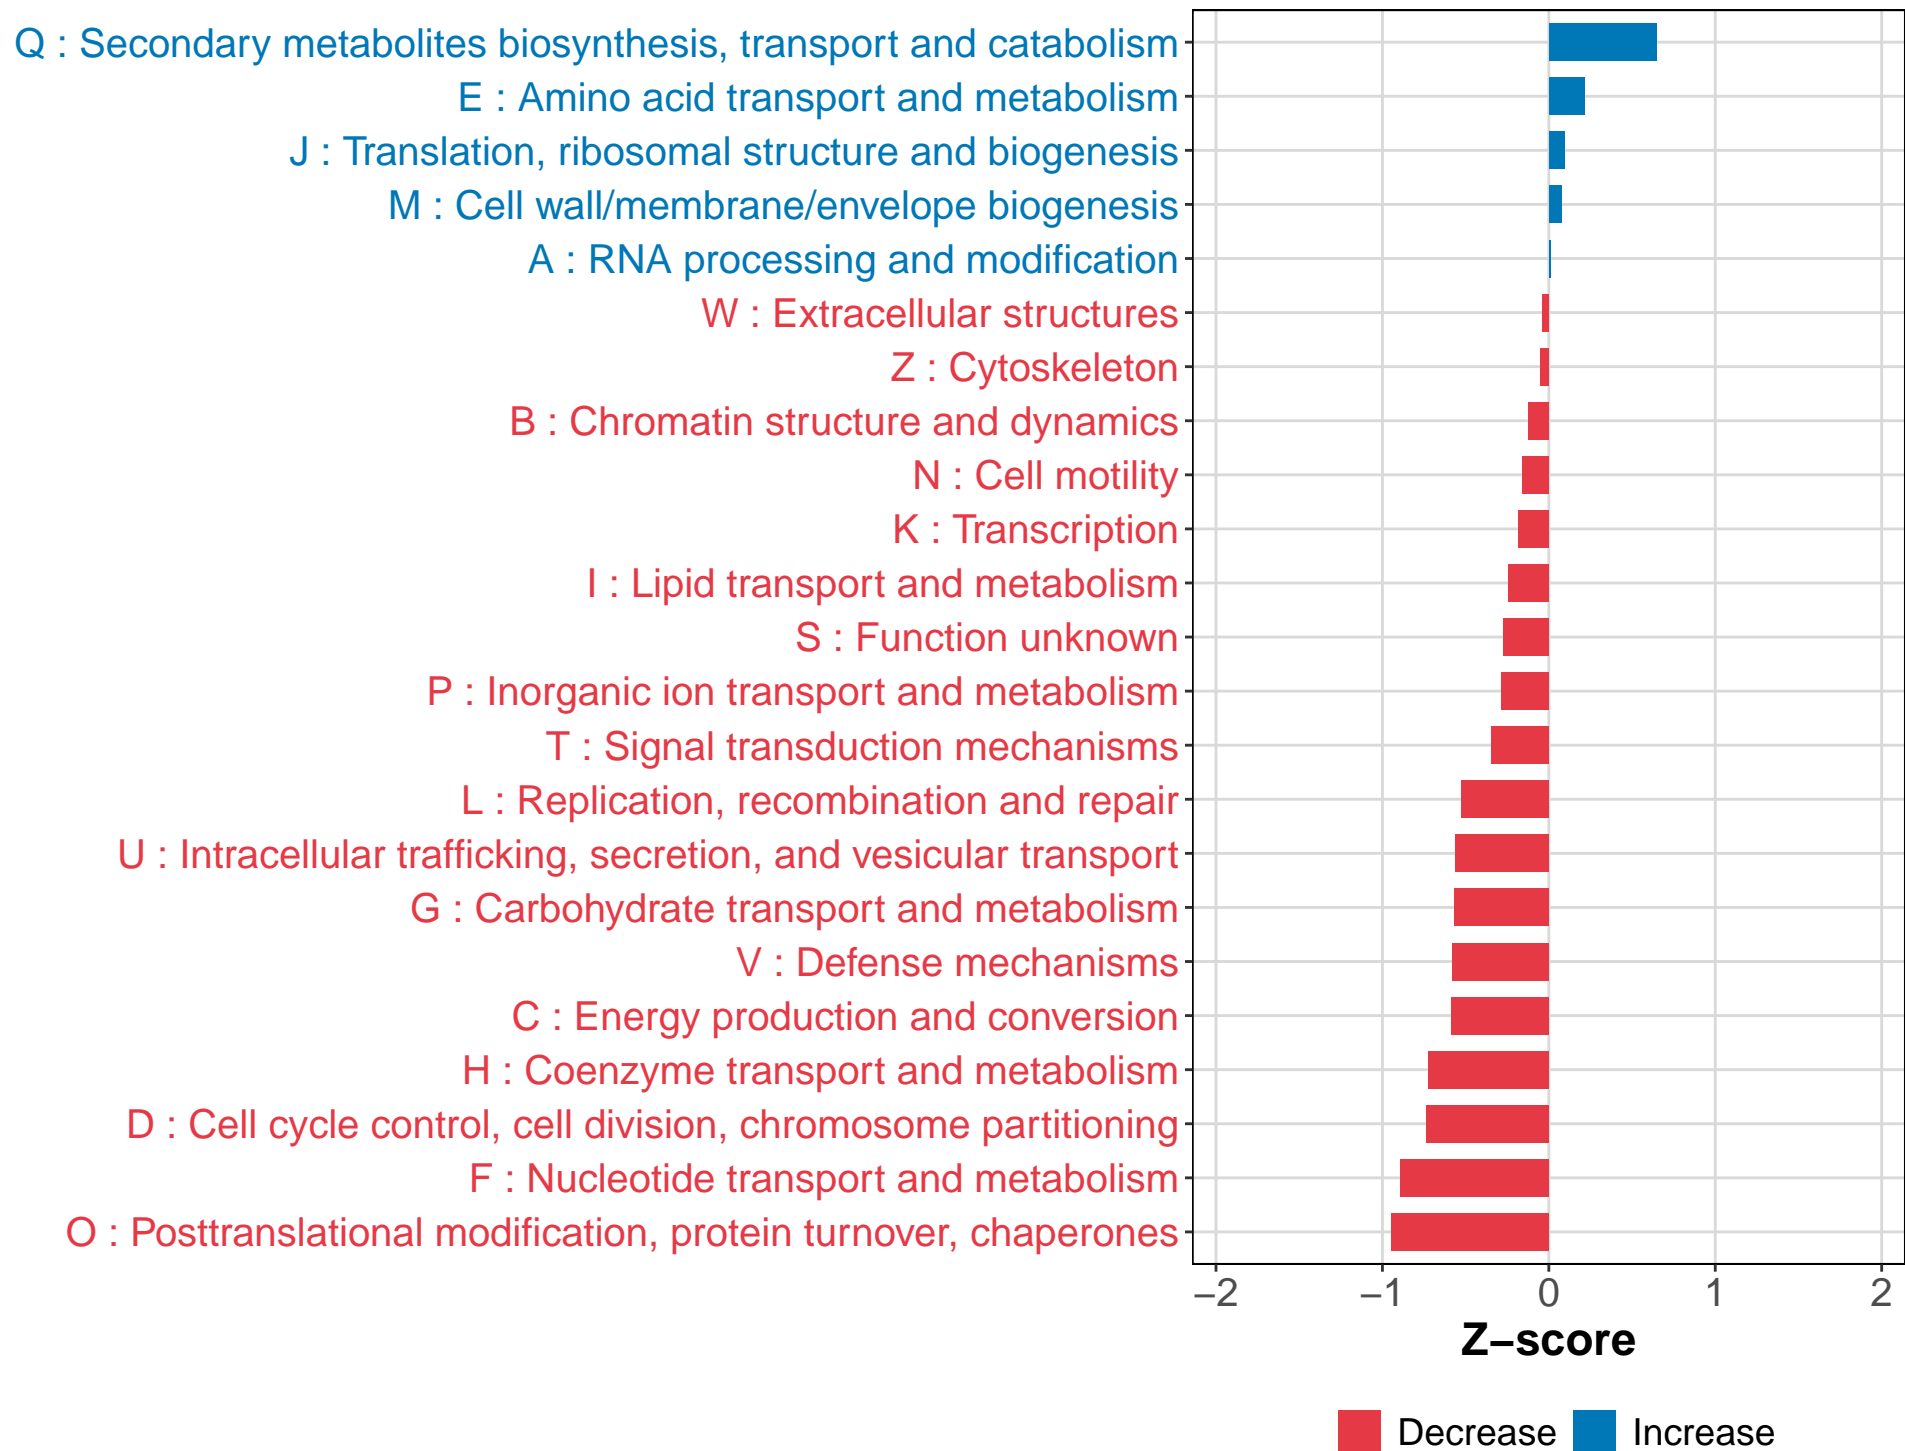 Q : Secondary metabolites biosynthesis, transport and catabolism
E : Amino acid transport and metabolism
J : Translation, ribosomal structure and biogenesis
M : Cell wall/membrane/envelope biogenesis
A : RNA processing and modification
W : Extracellular structures
Z : Cytoskeleton
B : Chromatin structure and dynamics
N : Cell motility
K : Transcription
I : Lipid transport and metabolism
S : Function unknown
P : Inorganic ion transport and metabolism
T : Signal transduction mechanisms
L : Replication, recombination and repair
U : Intracellular trafficking, secretion, and vesicular transport
G : Carbohydrate transport and metabolism
V : Defense mechanisms
C : Energy production and conversion
H : Coenzyme transport and metabolism
D : Cell cycle control, cell division, chromosome partitioning
F : Nucleotide transport and metabolism
O : Posttranslational modification, protein turnover, chaperones
−2 −1 0 1 2
Z−score
Decrease Increase